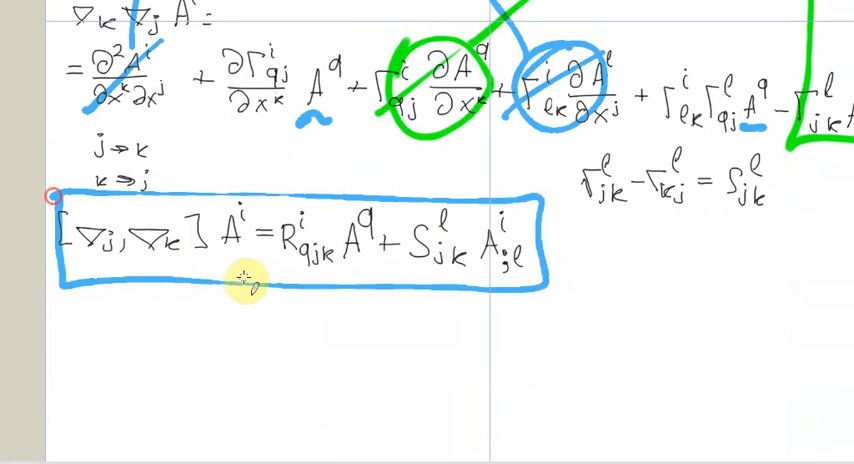 ∇_k ∇_j A^i =
= ∂²A^i/∂x^k∂x^j + ∂Γ^i_{qj}/∂x^k A^q + Γ^i_{qj} ∂A^q/∂x^k + Γ^i_{ℓk} ∂A^ℓ/∂x^j + Γ^i_{ℓk} Γ^ℓ_{qj} A^q − Γ^ℓ_{jk} A
j → k
k → j
Γ^ℓ_{jk} − Γ^ℓ_{kj} = S^ℓ_{jk}
[∇_j, ∇_k] A^i = R^i_{qjk} A^q + S^ℓ_{jk} A^i_{;ℓ}